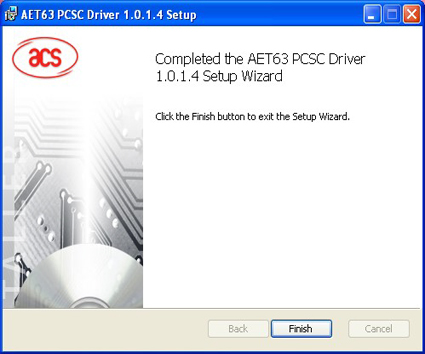 AET63 PCSC Driver 1.0.1.4 Setup
acs
Completed the AET63 PCSC Driver
1.0.1.4 Setup Wizard
Click the Finish button to exit the Setup Wizard.
TALLER
Back
Finish
Cancel